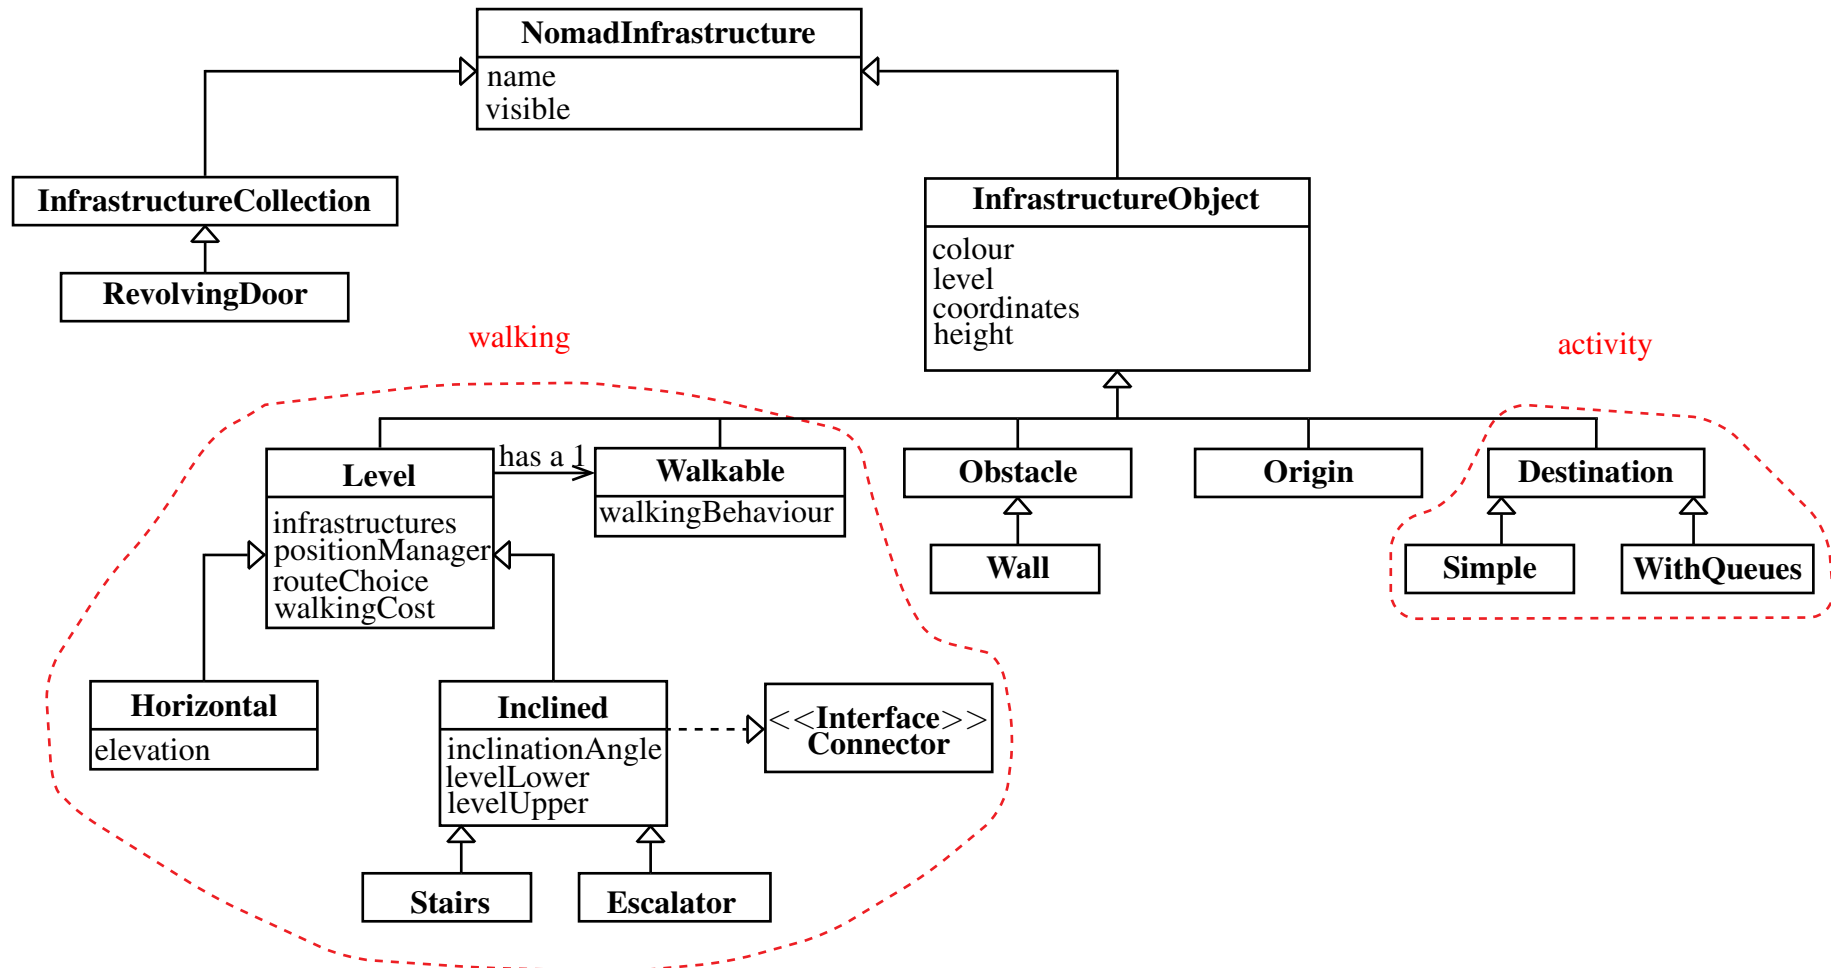 NomadInfrastructure
name
visible
InfrastructureCollection
InfrastructureObject
colour
level
coordinates
height
RevolvingDoor
walking
activity
Level
infrastructures
positionManager
routeChoice
walkingCost
has a 1
Walkable
walkingBehaviour
Obstacle
Origin
Destination
Wall
Simple
WithQueues
Horizontal
elevation
Inclined
inclinationAngle
levelLower
levelUpper
<<Interface>>
Connector
Stairs
Escalator